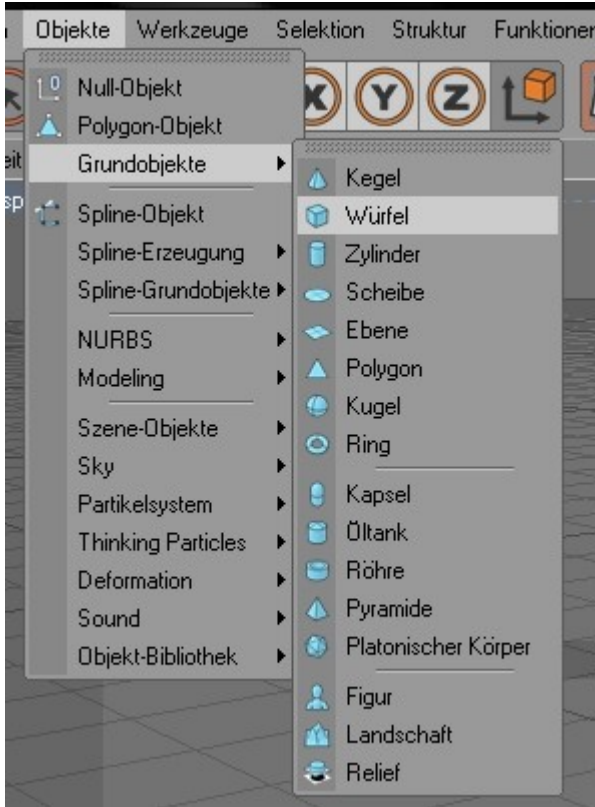 Objekte Werkzeuge Selektion Struktur Funktionen
Null-Objekt
Polygon-Objekt
Grundobjekte
Spline-Objekt
Spline-Erzeugung
Spline-Grundobjekte
NURBS
Modeling
Szene-Objekte
Sky
Partikelsystem
Thinking Particles
Deformation
Sound
Objekt-Bibliothek
X Y Z
Kegel
Würfel
Zylinder
Scheibe
Ebene
Polygon
Kugel
Ring
Kapsel
Öltank
Röhre
Pyramide
Platonischer Körper
Figur
Landschaft
Relief